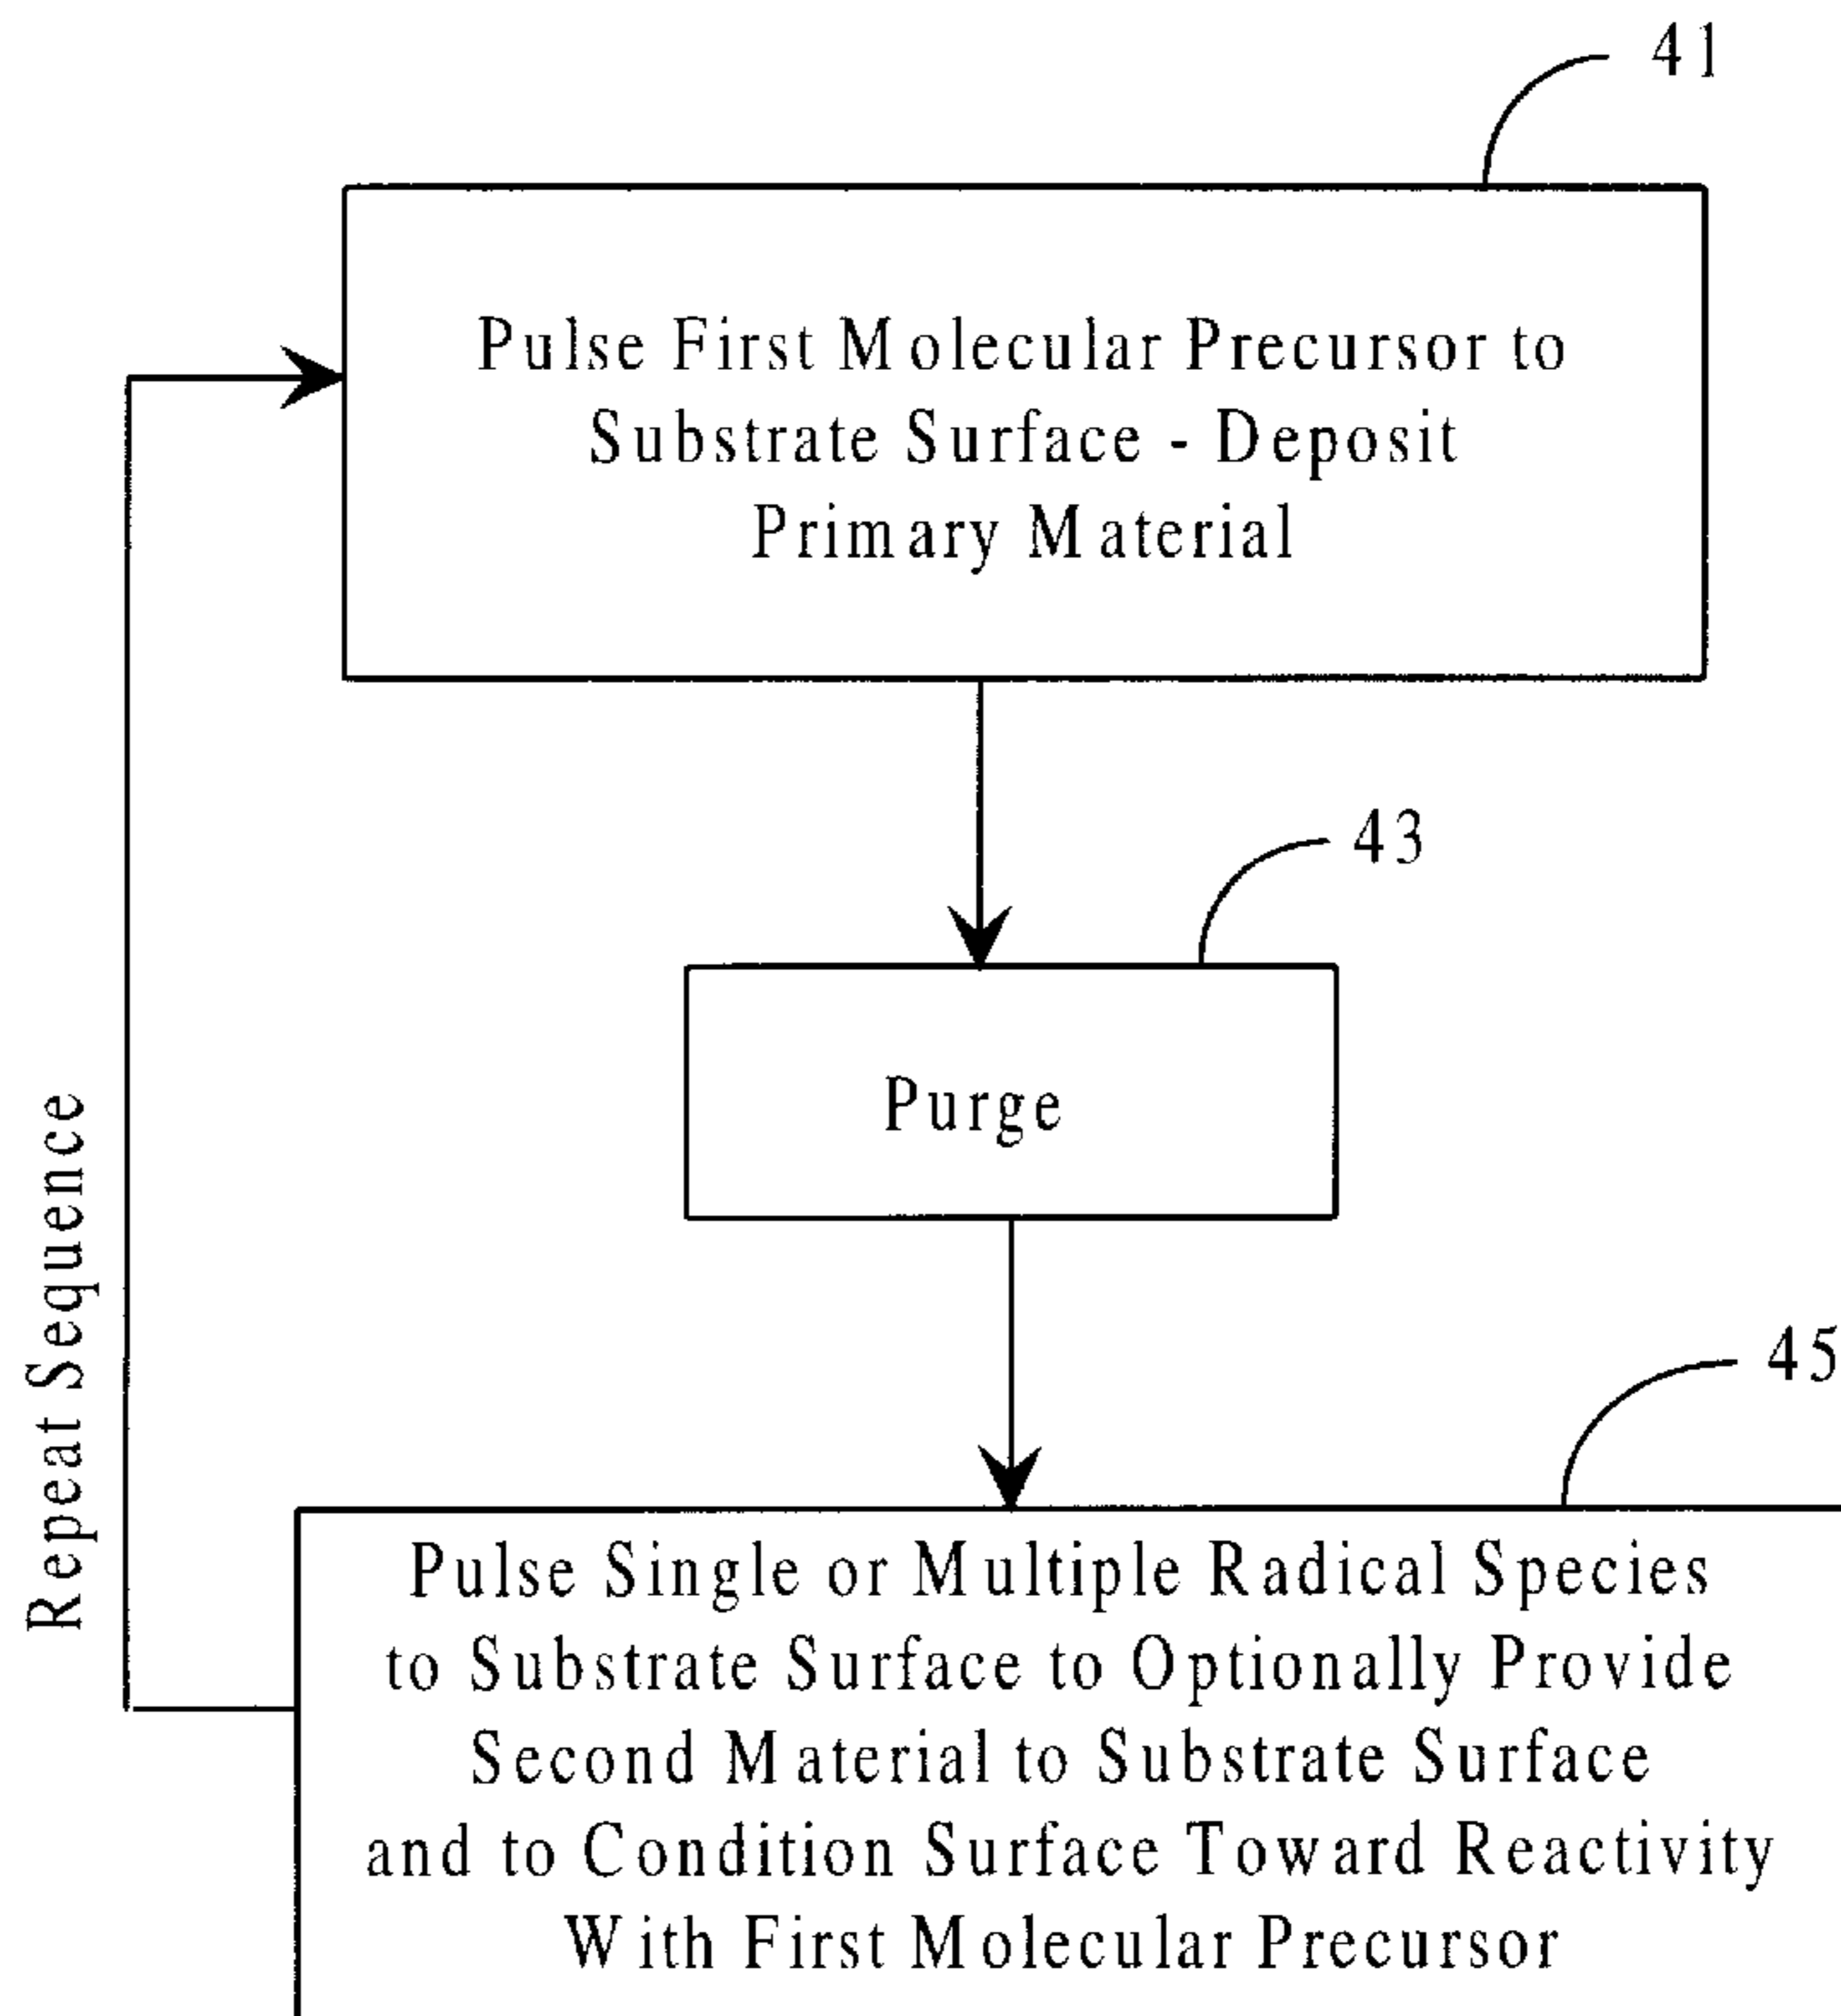 41
Pulse First Molecular Precursor to
Substrate Surface - Deposit
Primary Material
43
Purge
45
Repeat Sequence
Pulse Single or Multiple Radical Species
to Substrate Surface to Optionally Provide
Second Material to Substrate Surface
and to Condition Surface Toward Reactivity
With First Molecular Precursor